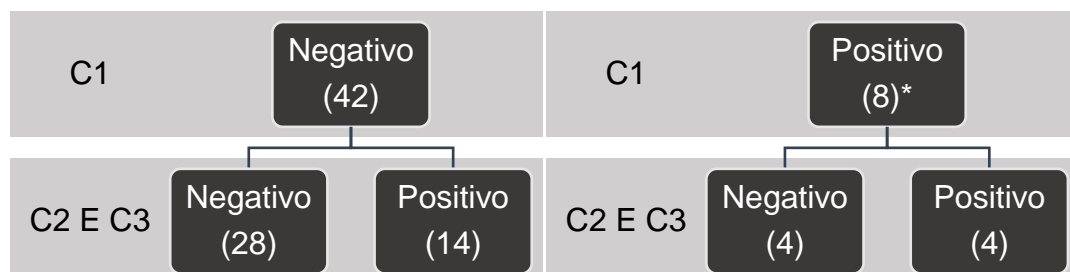 C1
Negativo
(42)
C1
Positivo
(8)*
C2 E C3
Negativo
(28)
Positivo
(14)
C2 E C3
Negativo
(4)
Positivo
(4)